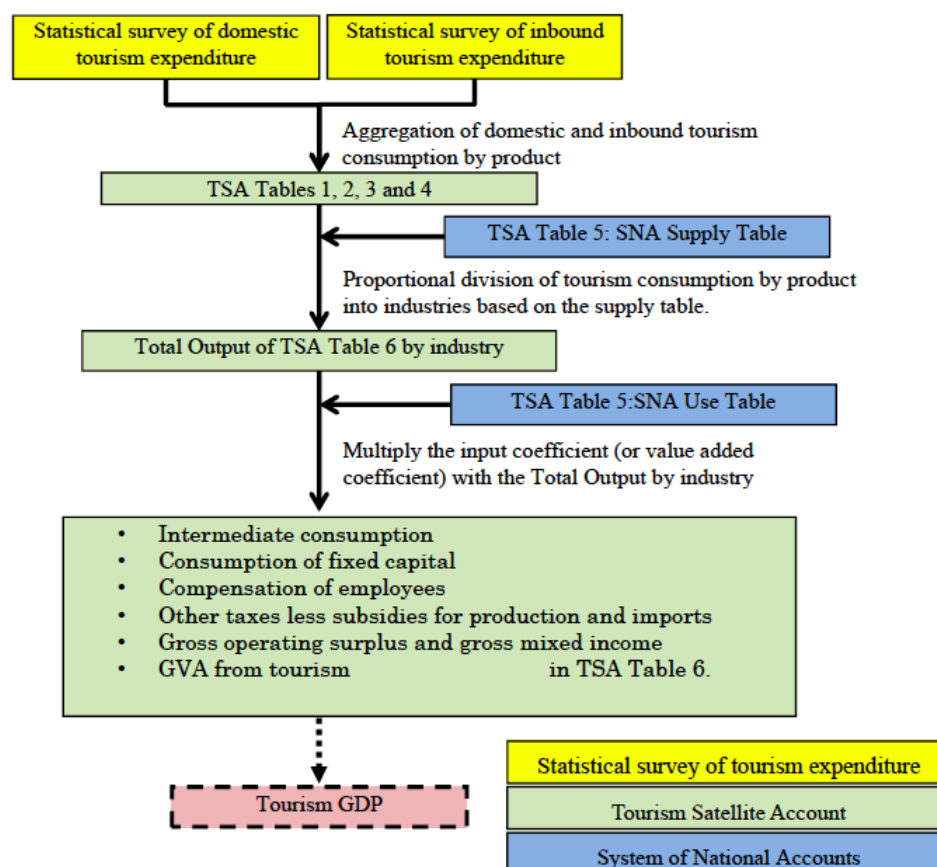 Statistical survey of domestic
tourism expenditure
Statistical survey of inbound
tourism expenditure
Aggregation of domestic and inbound tourism
consumption by product
TSA Tables 1, 2, 3 and 4
TSA Table 5: SNA Supply Table
Proportional division of tourism consumption by product
into industries based on the supply table.
Total Output of TSA Table 6 by industry
TSA Table 5:SNA Use Table
Multiply the input coefficient (or value added
coefficient) with the Total Output by industry
• Intermediate consumption
• Consumption of fixed capital
• Compensation of employees
• Other taxes less subsidies for production and imports
• Gross operating surplus and gross mixed income
• GVA from tourism in TSA Table 6.
Tourism GDP
Statistical survey of tourism expenditure
Tourism Satellite Account
System of National Accounts